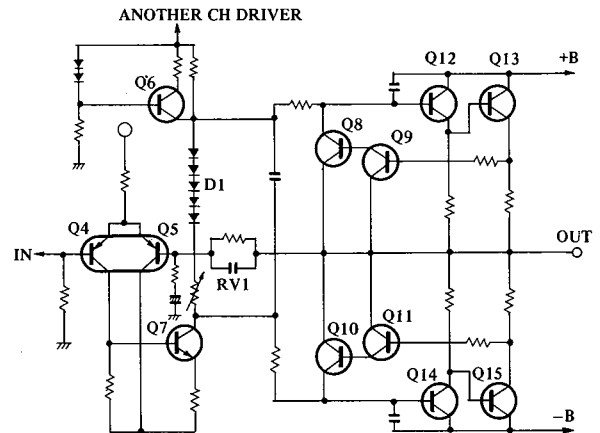 ANOTHER CH DRIVER
Q12 Q13 +B
Q6
Q8 Q9
D1
Q4 Q5
OUT
IN
RV1
Q7
Q10 Q11
Q14 Q15
-B